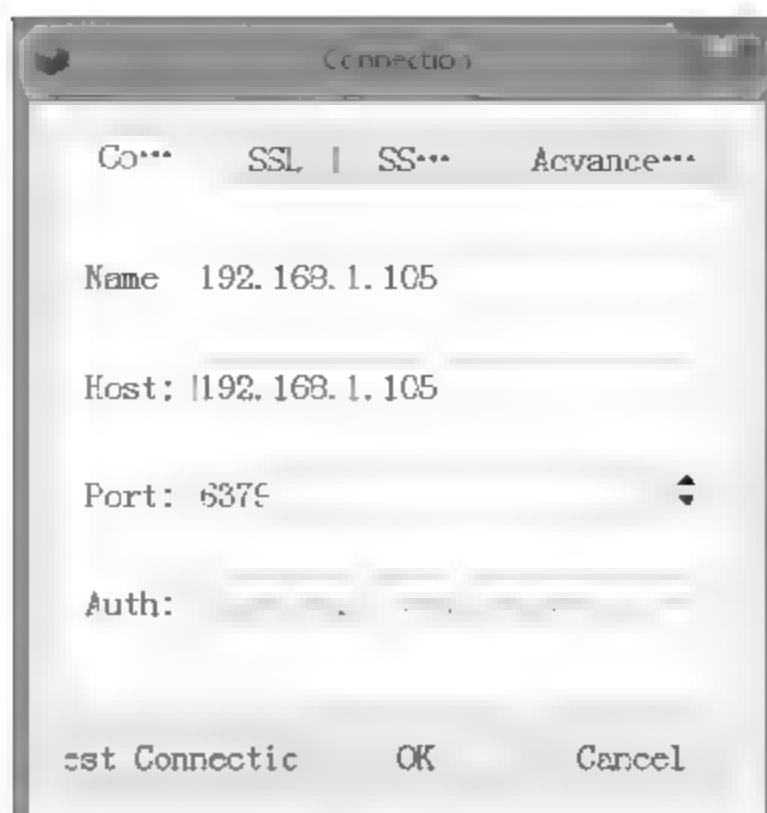 Connection
Co··· SSL | SS··· Advance···
Name 192.168.1.105
Host: 192.168.1.105
Port: 6379
Auth:
est Connectic OK Cancel